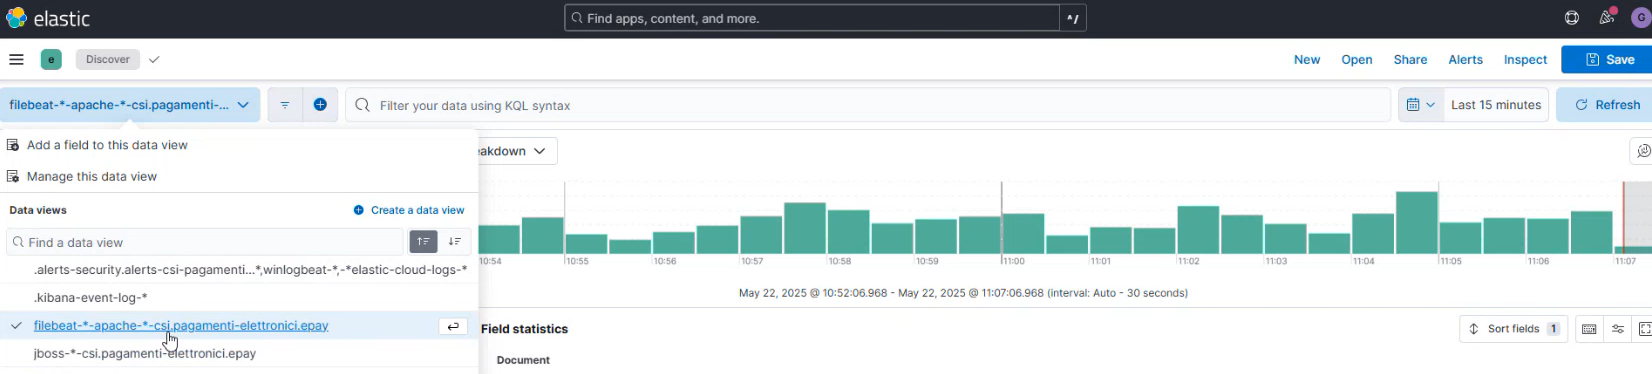 elastic
Find apps, content, and more.
^/
G
e
Discover
New
Open
Share
Alerts
Inspect
Save
filebeat-*-apache-*-csi.pagamenti-...
Filter your data using KQL syntax
Last 15 minutes
Refresh
Add a field to this data view
Manage this data view
Data views
Create a data view
Find a data view
.alerts-security.alerts-csi-pagamenti...*,winlogbeat-*,-*elastic-cloud-logs-*
.kibana-event-log-*
filebeat-*-apache-*-csi.pagamenti-elettronici.epay
jboss-*-csi.pagamenti-elettronici.epay
eakdown
10:54 10:55 10:56 10:57 10:58 10:59 11:00 11:01 11:02 11:03 11:04 11:05 11:06 11:07
May 22, 2025 @ 10:52:06.968 - May 22, 2025 @ 11:07:06.968 (interval: Auto - 30 seconds)
Field statistics
Sort fields 1
Document